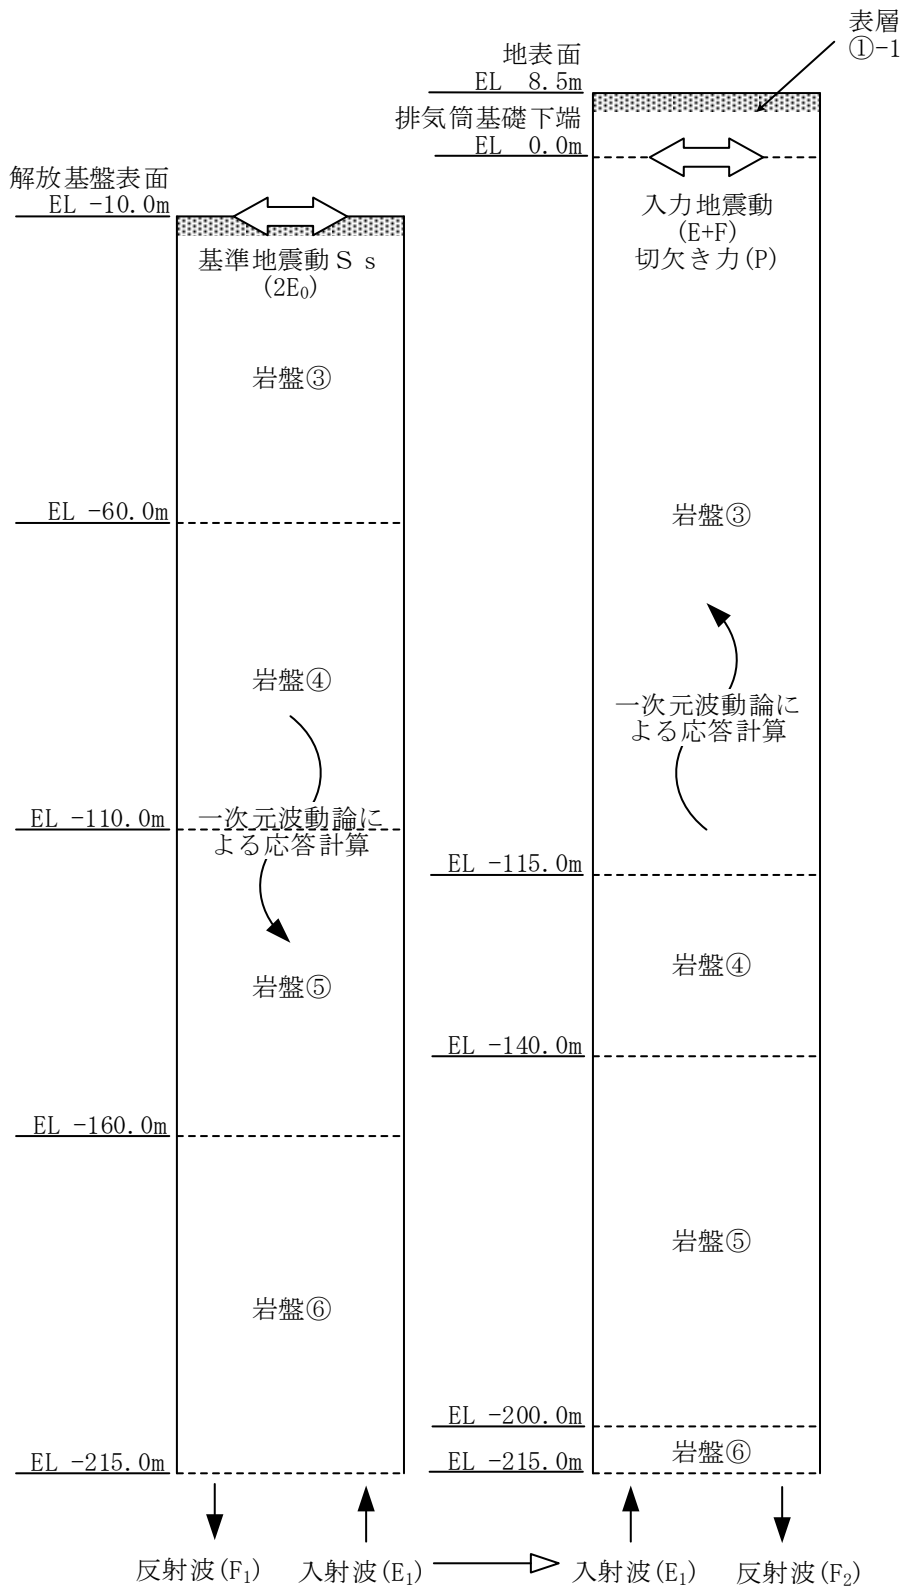 表層
①-1
地表面
EL 8.5m
排気筒基礎下端
EL 0.0m
入力地震動
(E+F)
切欠き力(P)
解放基盤表面
EL -10.0m
基準地震動Ｓｓ
(2E₀)
岩盤③
EL -60.0m
岩盤④
EL -110.0m
一次元波動論に
よる応答計算
岩盤⑤
EL -160.0m
岩盤⑥
EL -215.0m
反射波(F₁)
入射波(E₁)
岩盤③
一次元波動論に
よる応答計算
EL -115.0m
岩盤④
EL -140.0m
岩盤⑤
EL -200.0m
岩盤⑥
EL -215.0m
入射波(E₁)
反射波(F₂)